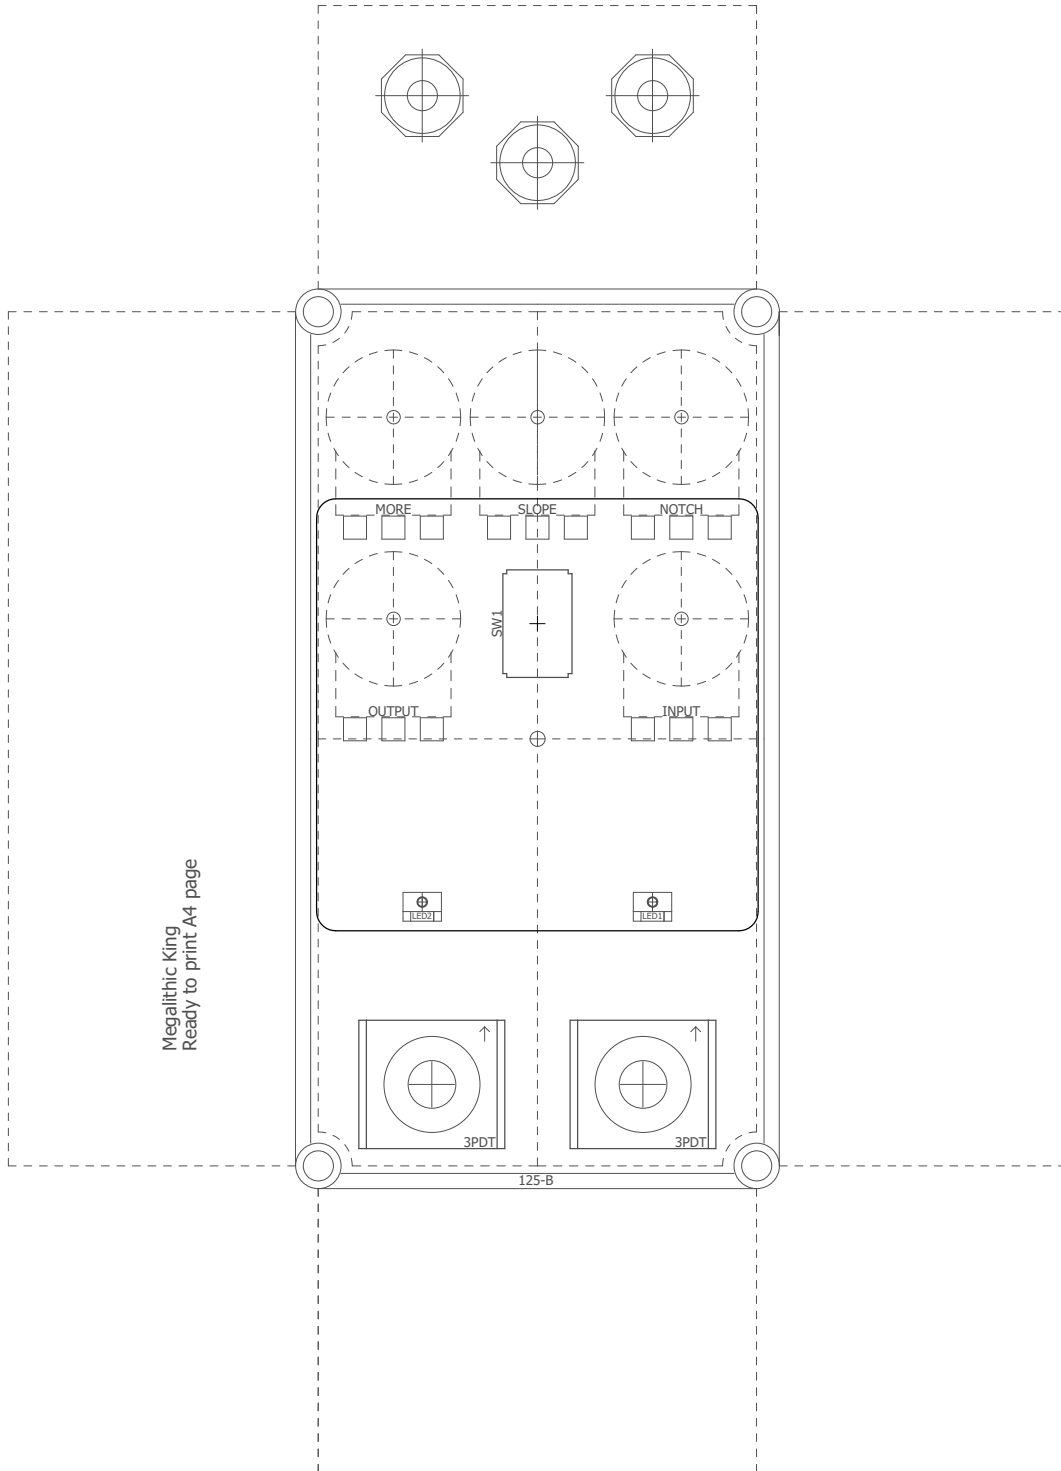 MORE
SLOPE
NOTCH
SW1
OUTPUT
INPUT
Megalithic King
Ready to print A4 page
LED2
LED1
3PDT
3PDT
125-B